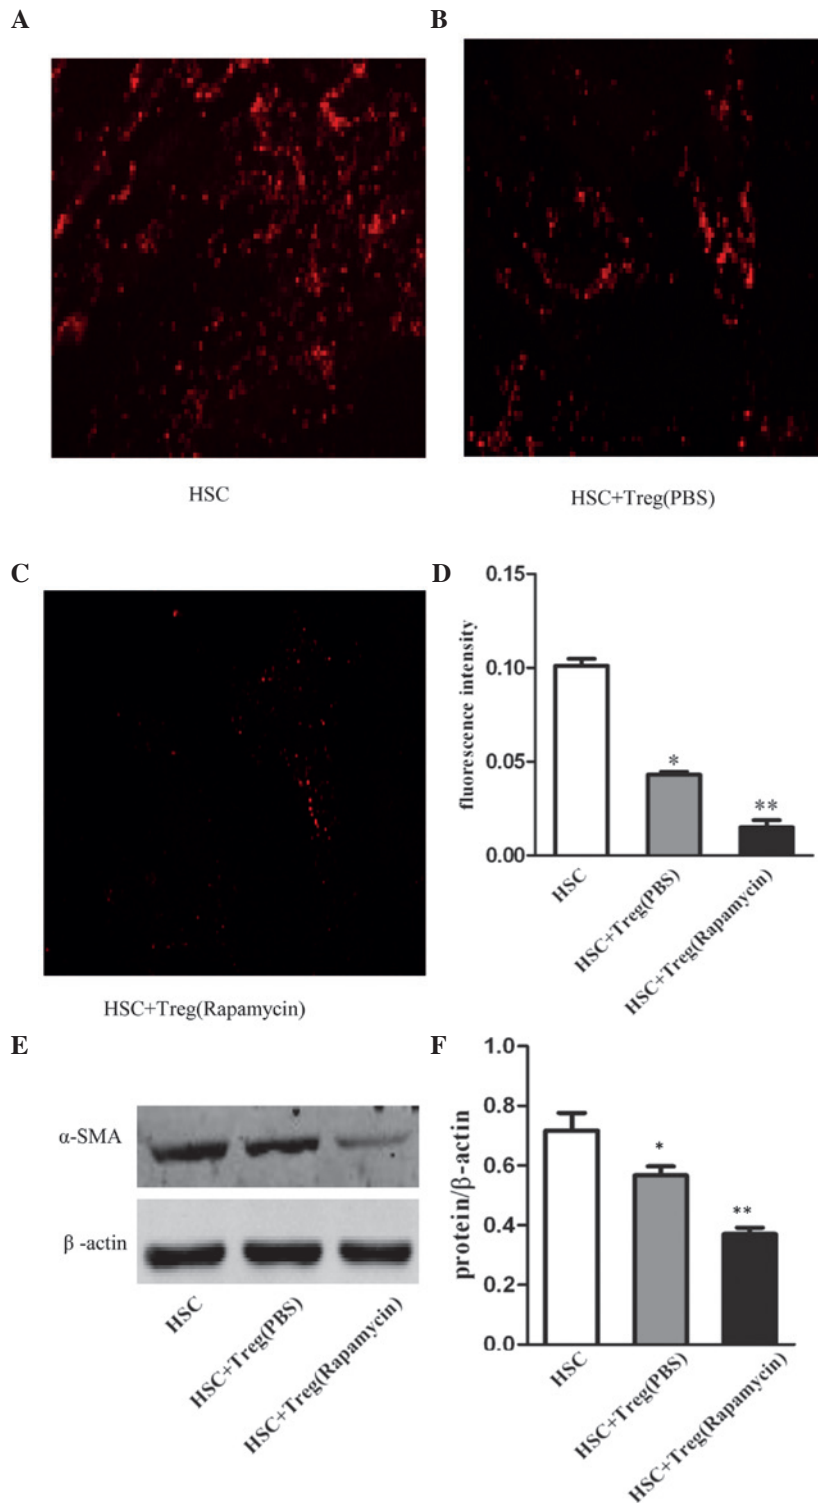 A
B
HSC
HSC+Treg(PBS)
C
D
HSC+Treg(Rapamycin)
fluorescence intensity
0.15
0.10
0.05
0.00
*
**
HSC
HSC+Treg(PBS)
HSC+Treg(Rapamycin)
E
F
α-SMA
β -actin
HSC
HSC+Treg(PBS)
HSC+Treg(Rapamycin)
protein/β-actin
1.0
0.8
0.6
0.4
0.2
0.0
*
**
HSC
HSC+Treg(PBS)
HSC+Treg(Rapamycin)